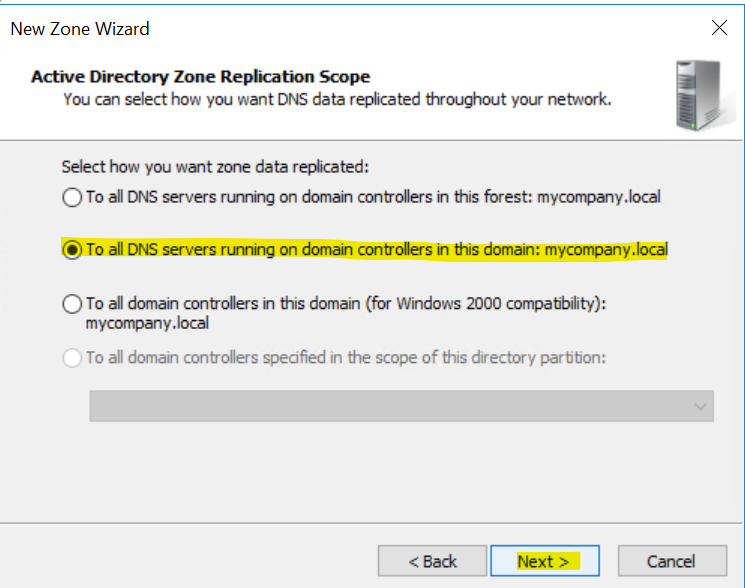 New Zone Wizard
Active Directory Zone Replication Scope
You can select how you want DNS data replicated throughout your network.
Select how you want zone data replicated:
To all DNS servers running on domain controllers in this forest: mycompany.local
To all DNS servers running on domain controllers in this domain: mycompany.local
To all domain controllers in this domain (for Windows 2000 compatibility):
mycompany.local
To all domain controllers specified in the scope of this directory partition:
< Back
Next >
Cancel